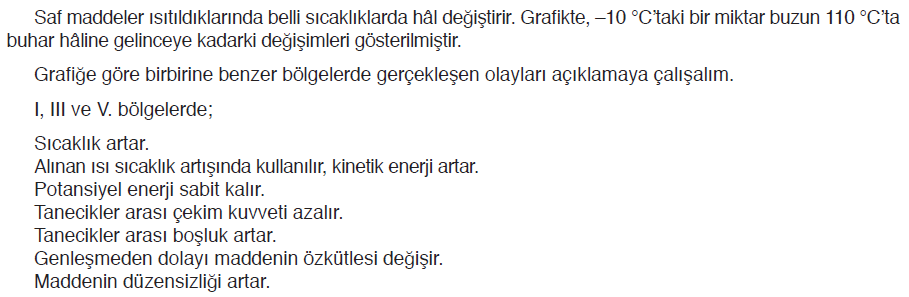 Saf maddeler ısıtıldıklarında belli sıcaklıklarda hâl değiştirir. Grafikte, –10 °C'taki bir miktar buzun 110 °C'ta
buhar hâline gelinceye kadarki değişimleri gösterilmiştir.
Grafiğe göre birbirine benzer bölgelerde gerçekleşen olayları açıklamaya çalışalım.
I, III ve V. bölgelerde;
Sıcaklık artar.
Alınan ısı sıcaklık artışında kullanılır, kinetik enerji artar.
Potansiyel enerji sabit kalır.
Tanecikler arası çekim kuvveti azalır.
Tanecikler arası boşluk artar.
Genleşmeden dolayı maddenin özkütlesi değişir.
Maddenin düzensizliği artar.